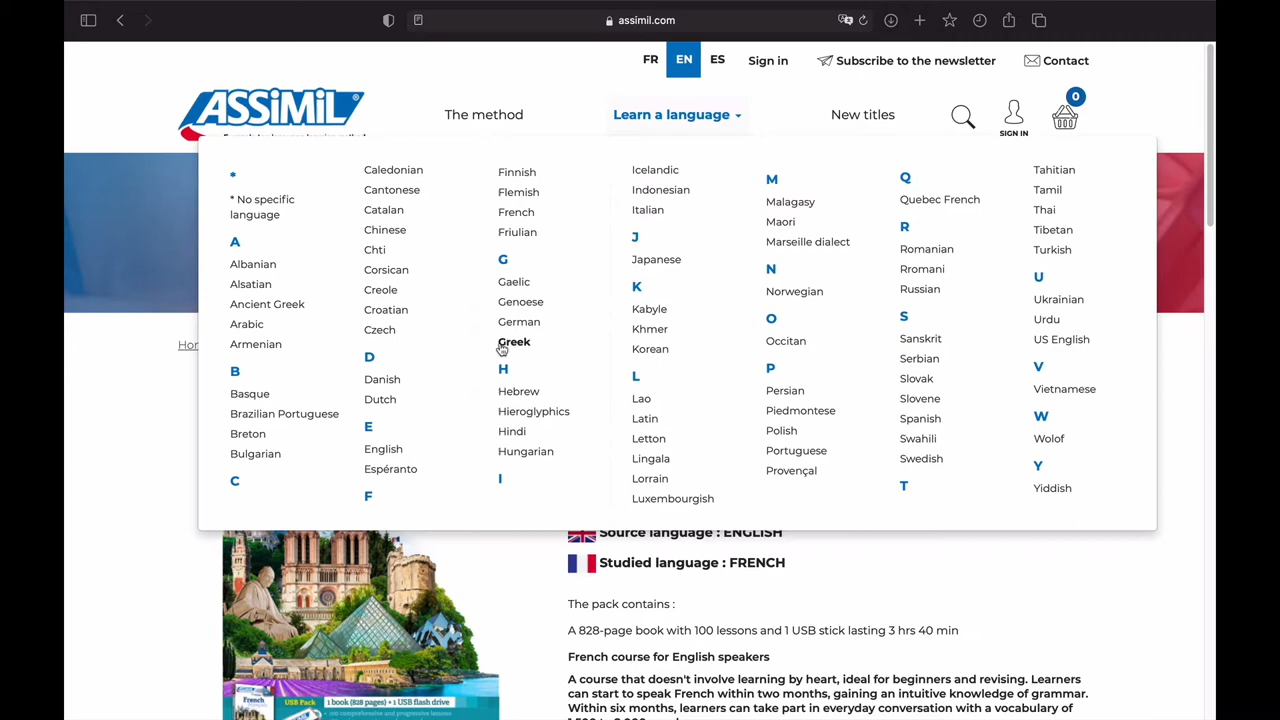 assimil.com
FR
EN
ES
Sign in
Subscribe to the newsletter
Contact
ASSiMiL®
The method
Learn a language
New titles
SIGN IN
0
*
* No specific
language
A
Albanian
Alsatian
Ancient Greek
Arabic
Armenian
B
Basque
Brazilian Portuguese
Breton
Bulgarian
C
Caledonian
Cantonese
Catalan
Chinese
Chti
Corsican
Creole
Croatian
Czech
D
Danish
Dutch
E
English
Espéranto
F
Finnish
Flemish
French
Friulian
G
Gaelic
Genoese
German
Greek
H
Hebrew
Hieroglyphics
Hindi
Hungarian
I
Icelandic
Indonesian
Italian
J
Japanese
K
Kabyle
Khmer
Korean
L
Lao
Latin
Letton
Lingala
Lorrain
Luxembourgish
M
Malagasy
Maori
Marseille dialect
N
Norwegian
O
Occitan
P
Persian
Piedmontese
Polish
Portuguese
Provençal
Q
Quebec French
R
Romanian
Rromani
Russian
S
Sanskrit
Serbian
Slovak
Slovene
Spanish
Swahili
Swedish
T
Tahitian
Tamil
Thai
Tibetan
Turkish
U
Ukrainian
Urdu
US English
V
Vietnamese
W
Wolof
Y
Yiddish
Hor
Source language : ENGLISH
Studied language : FRENCH
The pack contains :
A 828-page book with 100 lessons and 1 USB stick lasting 3 hrs 40 min
French course for English speakers
A course that doesn't involve learning by heart, ideal for beginners and revising. Learners
can start to speak French within two months, gaining an intuitive knowledge of grammar.
Within six months, learners can take part in everyday conversation with a vocabulary of
USB Pack
1 book (828 pages) + 1 USB flash drive